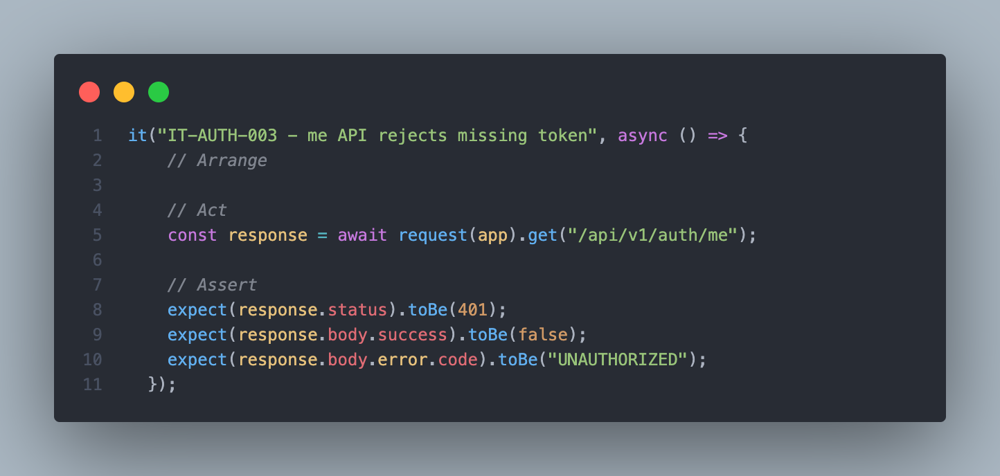 1 it("IT-AUTH-003 - me API rejects missing token", async () => {
2 // Arrange
3
4 // Act
5 const response = await request(app).get("/api/v1/auth/me");
6
7 // Assert
8 expect(response.status).toBe(401);
9 expect(response.body.success).toBe(false);
10 expect(response.body.error.code).toBe("UNAUTHORIZED");
11 });